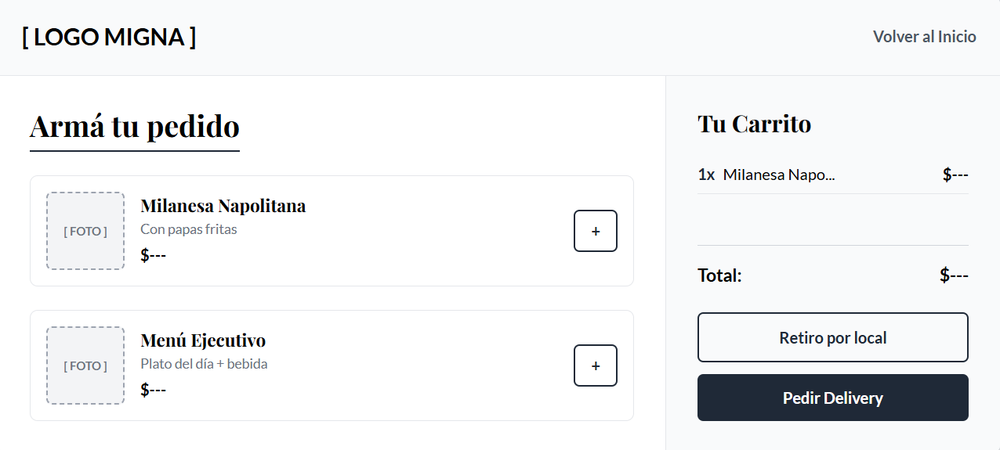 [ LOGO MIGNA ]
Volver al Inicio
Armá tu pedido
[ FOTO ]
Milanesa Napolitana
Con papas fritas
$---
+
[ FOTO ]
Menú Ejecutivo
Plato del día + bebida
$---
+
Tu Carrito
1x Milanesa Napo... $---
Total: $---
Retiro por local
Pedir Delivery